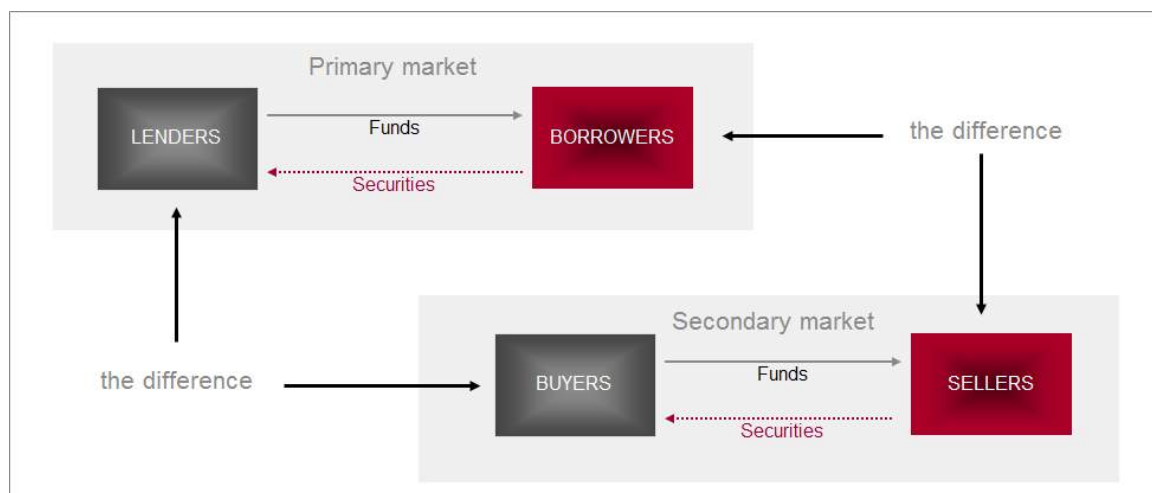 Primary market
LENDERS
Funds
BORROWERS
Securities
the difference
Secondary market
BUYERS
Funds
SELLERS
Securities
the difference